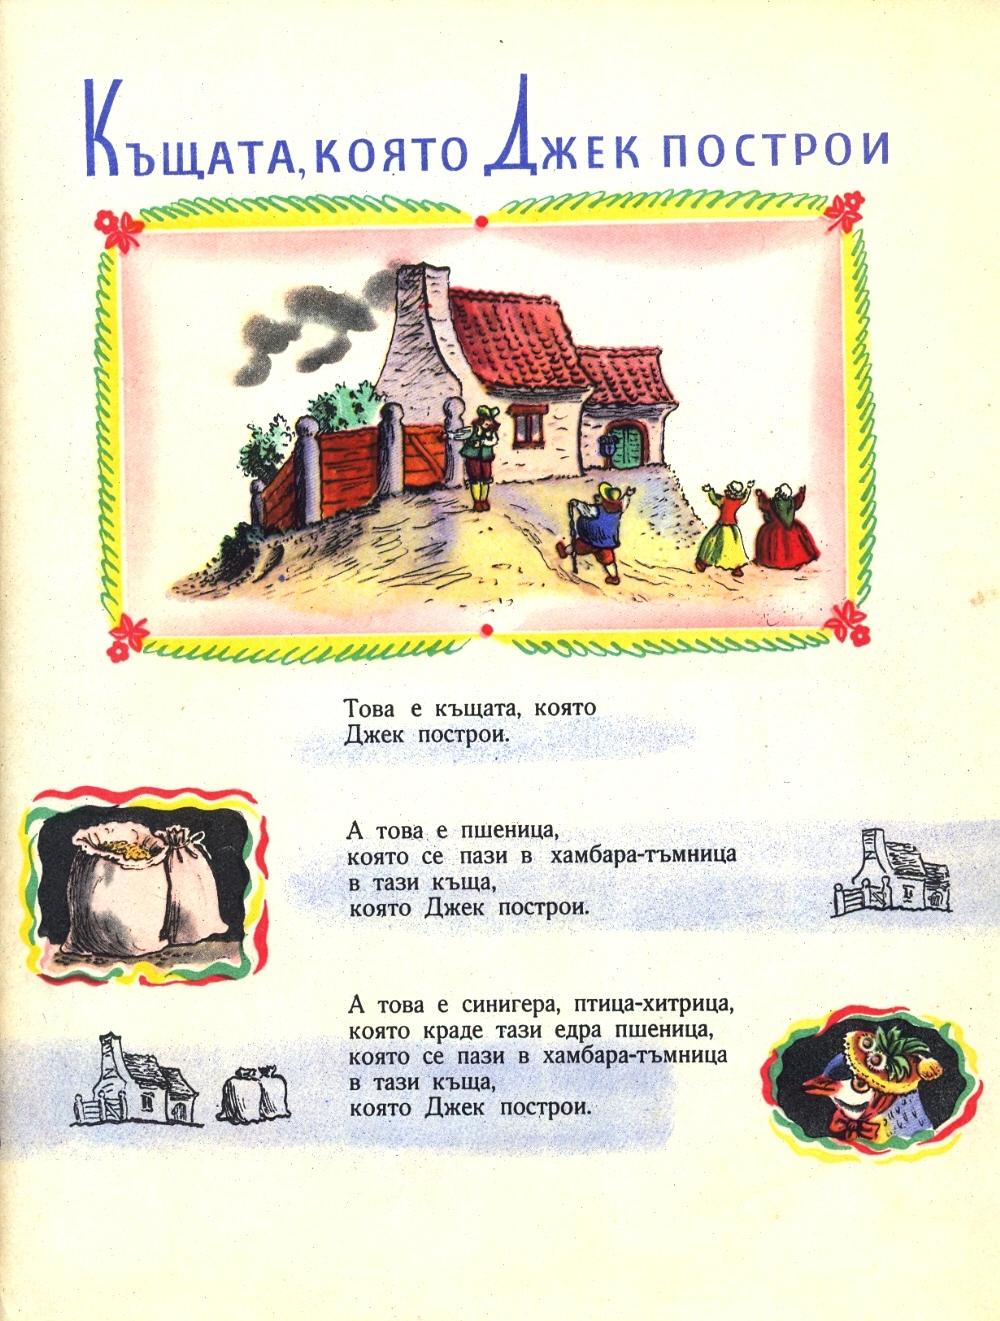 Къщата, която Джек построи
Това е къщата, която
Джек построи.
А това е пшеница,
която се пази в хамбара-тъмница
в тази къща,
която Джек построи.
А това е синигера, птица-хитрица,
която краде тази едра пшеница,
която се пази в хамбара-тъмница
в тази къща,
която Джек построи.